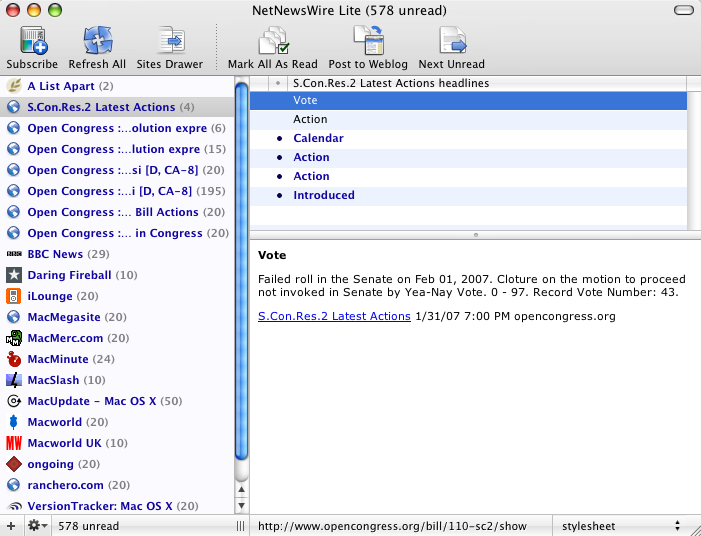 NetNewsWire Lite (578 unread)
Subscribe Refresh All Sites Drawer Mark All As Read Post to Weblog Next Unread
A List Apart (2)
S.Con.Res.2 Latest Actions (4)
Open Congress :...olution expre (6)
Open Congress :...lution expre (15)
Open Congress :...si [D, CA-8] (20)
Open Congress :...i [D, CA-8] (195)
Open Congress :... Bill Actions (20)
Open Congress :... in Congress (20)
BBC News (29)
Daring Fireball (10)
iLounge (20)
MacMegasite (20)
MacMerc.com (20)
MacMinute (24)
MacSlash (10)
MacUpdate - Mac OS X (50)
Macworld (20)
MW Macworld UK (10)
ongoing (20)
ranchero.com (20)
VersionTracker: Mac OS X (20)
S.Con.Res.2 Latest Actions headlines
Vote
Action
Calendar
Action
Action
Introduced
Vote
Failed roll in the Senate on Feb 01, 2007. Cloture on the motion to proceed
not invoked in Senate by Yea-Nay Vote. 0 - 97. Record Vote Number: 43.
S.Con.Res.2 Latest Actions 1/31/07 7:00 PM opencongress.org
578 unread
http://www.opencongress.org/bill/110-sc2/show
stylesheet